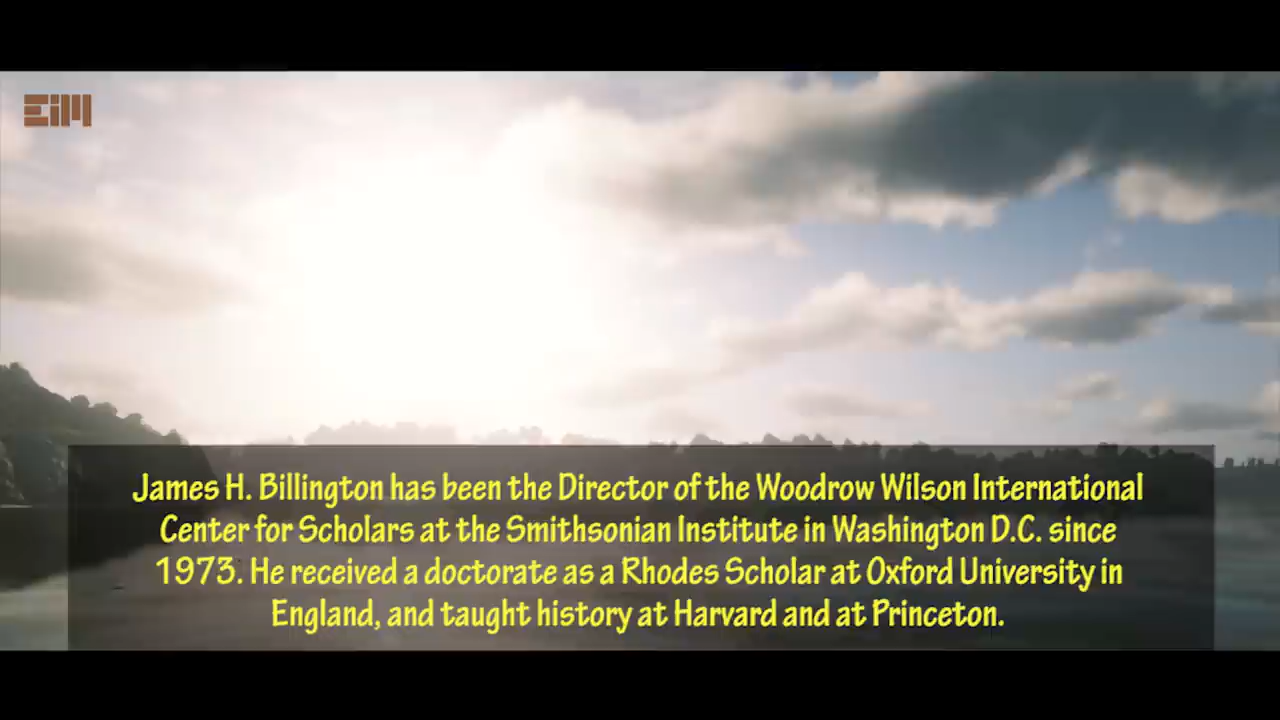 EiM
James H. Billington has been the Director of the Woodrow Wilson International
Center for Scholars at the Smithsonian Institute in Washington D.C. since
1973. He received a doctorate as a Rhodes Scholar at Oxford University in
England, and taught history at Harvard and at Princeton.